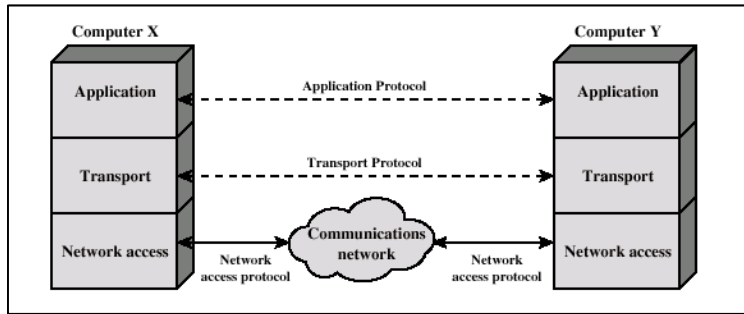 Computer X
Computer Y
Application
Application Protocol
Application
Transport
Transport Protocol
Transport
Network access
Network
access protocol
Communications
network
Network
access protocol
Network access